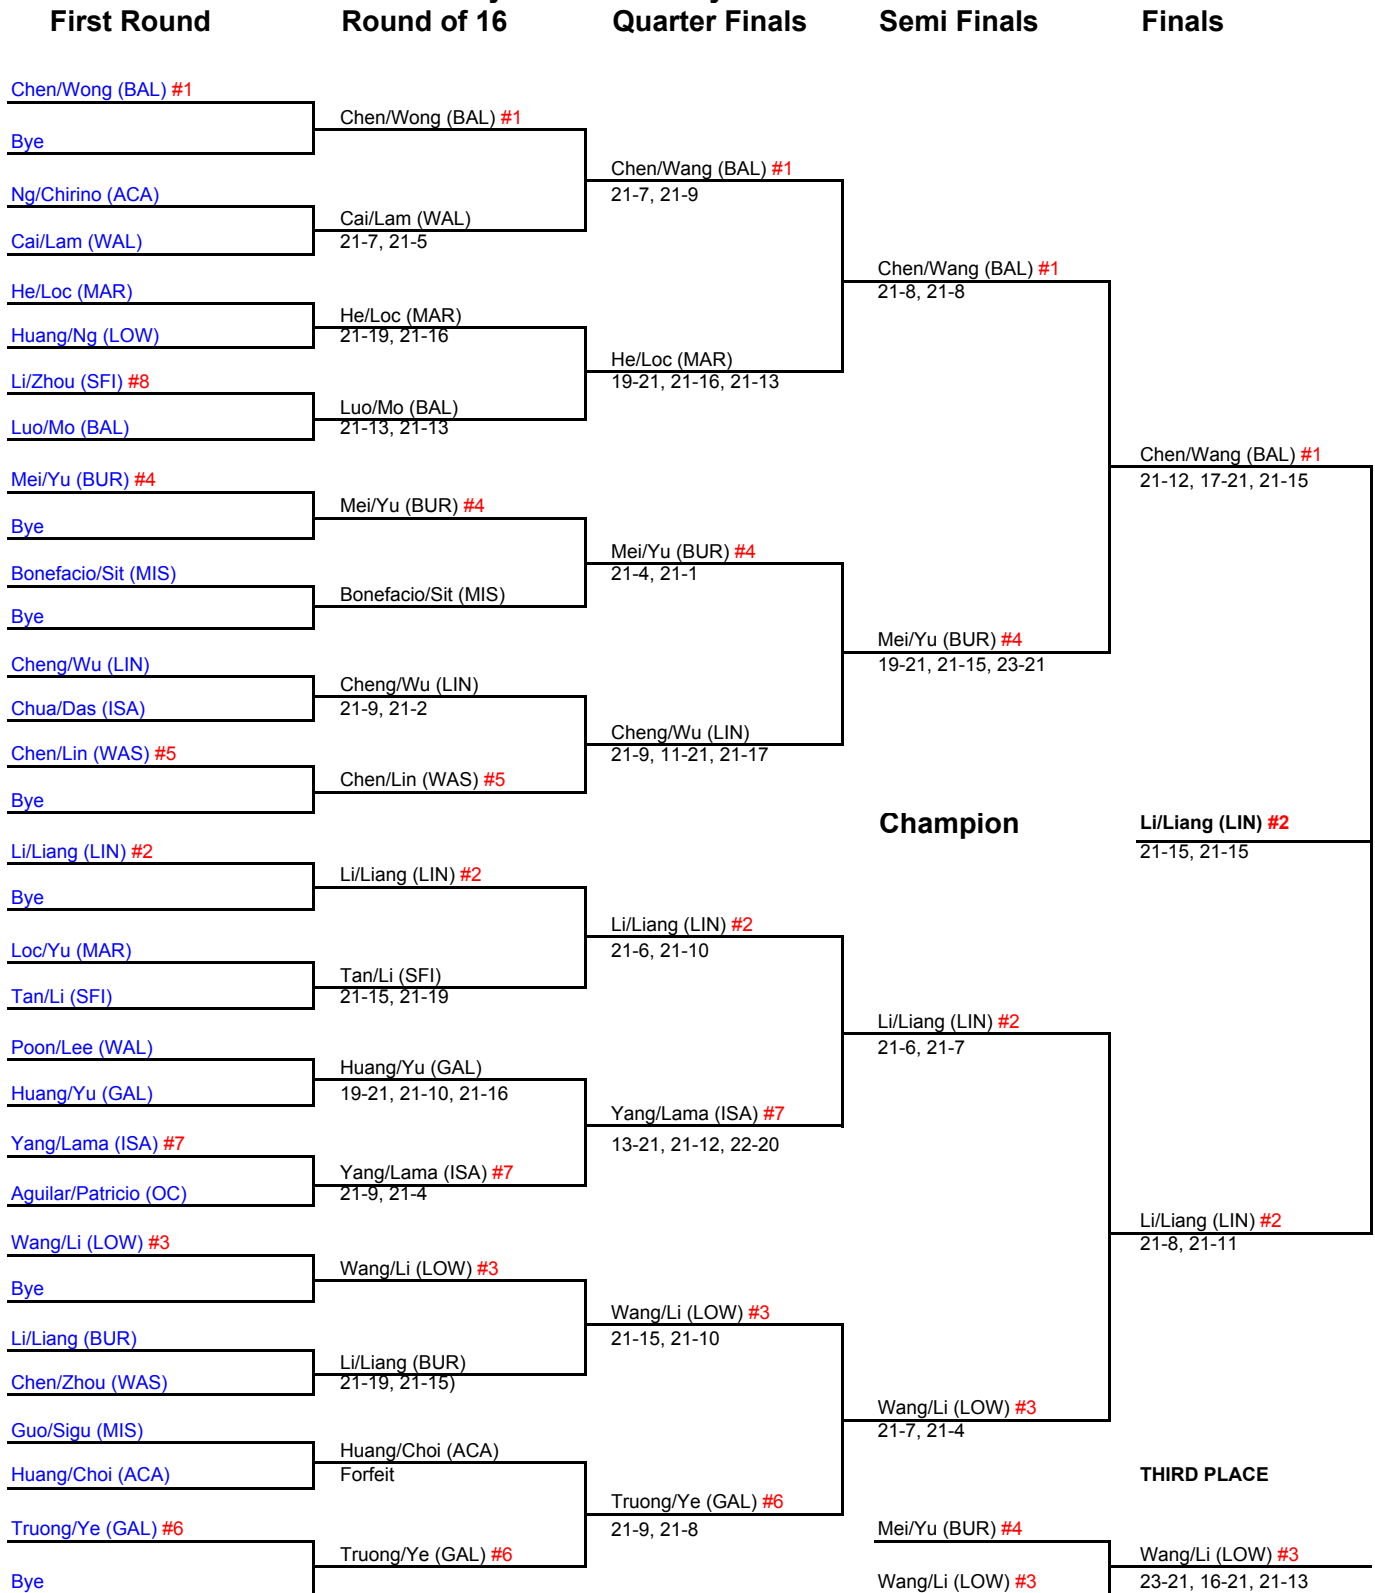 First Round
Round of 16
Quarter Finals
Semi Finals
Finals
Chen/Wong (BAL) #1
Bye
Ng/Chirino (ACA)
Cai/Lam (WAL)
He/Loc (MAR)
Huang/Ng (LOW)
Li/Zhou (SFI) #8
Luo/Mo (BAL)
Mei/Yu (BUR) #4
Bye
Bonefacio/Sit (MIS)
Bye
Cheng/Wu (LIN)
Chua/Das (ISA)
Chen/Lin (WAS) #5
Bye
Li/Liang (LIN) #2
Bye
Loc/Yu (MAR)
Tan/Li (SFI)
Poon/Lee (WAL)
Huang/Yu (GAL)
Yang/Lama (ISA) #7
Aguilar/Patricio (OC)
Wang/Li (LOW) #3
Bye
Li/Liang (BUR)
Chen/Zhou (WAS)
Guo/Sigu (MIS)
Huang/Choi (ACA)
Truong/Ye (GAL) #6
Bye
Chen/Wong (BAL) #1
Cai/Lam (WAL)
21-7, 21-5
He/Loc (MAR)
21-19, 21-16
Luo/Mo (BAL)
21-13, 21-13
Mei/Yu (BUR) #4
Bonefacio/Sit (MIS)
Cheng/Wu (LIN)
21-9, 21-2
Chen/Lin (WAS) #5
Li/Liang (LIN) #2
Tan/Li (SFI)
21-15, 21-19
Huang/Yu (GAL)
19-21, 21-10, 21-16
Yang/Lama (ISA) #7
21-9, 21-4
Wang/Li (LOW) #3
Li/Liang (BUR)
21-19, 21-15)
Huang/Choi (ACA)
Forfeit
Truong/Ye (GAL) #6
Chen/Wang (BAL) #1
21-7, 21-9
He/Loc (MAR)
19-21, 21-16, 21-13
Mei/Yu (BUR) #4
21-4, 21-1
Cheng/Wu (LIN)
21-9, 11-21, 21-17
Li/Liang (LIN) #2
21-6, 21-10
Yang/Lama (ISA) #7
13-21, 21-12, 22-20
Wang/Li (LOW) #3
21-15, 21-10
Truong/Ye (GAL) #6
21-9, 21-8
Chen/Wang (BAL) #1
21-8, 21-8
Mei/Yu (BUR) #4
19-21, 21-15, 23-21
Champion
Li/Liang (LIN) #2
21-6, 21-7
Wang/Li (LOW) #3
21-7, 21-4
Mei/Yu (BUR) #4
Wang/Li (LOW) #3
Chen/Wang (BAL) #1
21-12, 17-21, 21-15
Li/Liang (LIN) #2
21-15, 21-15
Li/Liang (LIN) #2
21-8, 21-11
THIRD PLACE
Wang/Li (LOW) #3
23-21, 16-21, 21-13